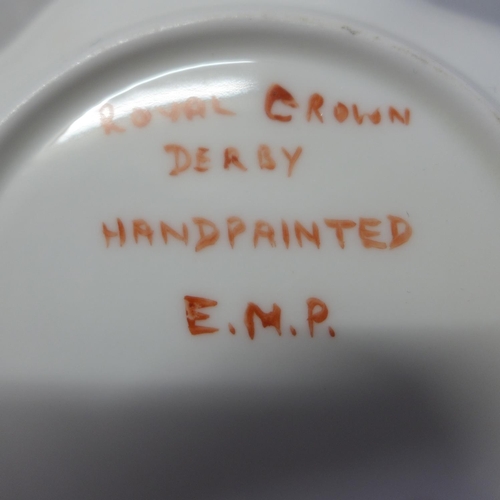 ROYAL CROWN
DERBY
HANDPAINTED
E.M.P.